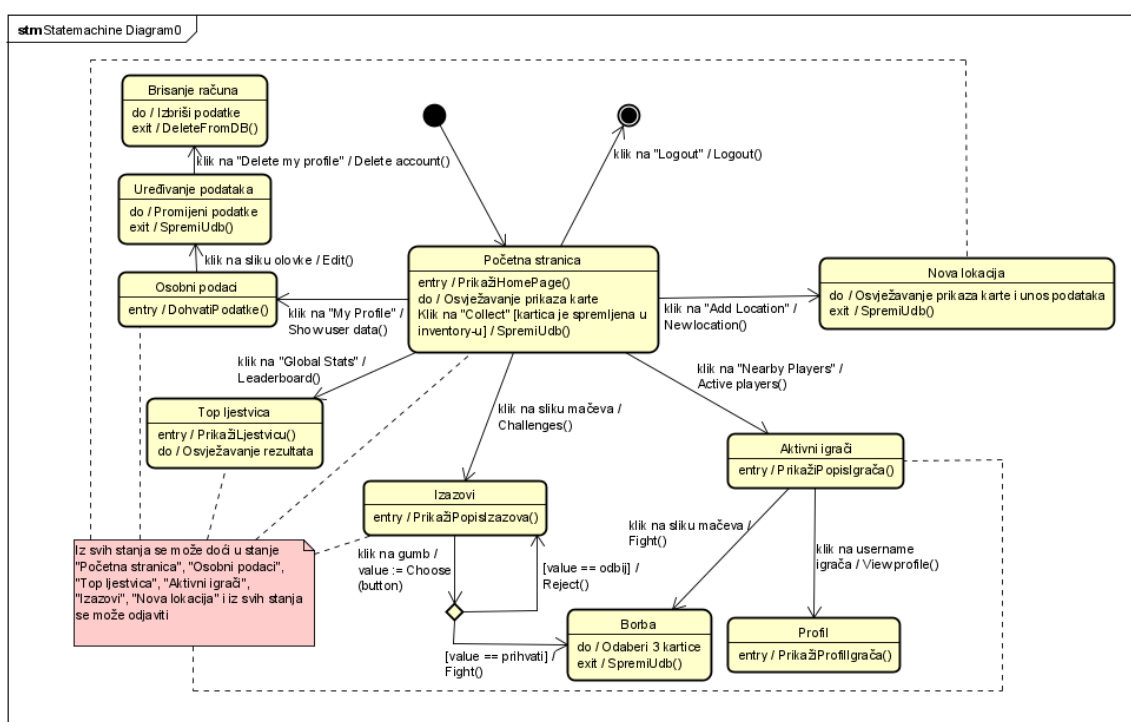 stm Statemachine Diagram0
Brisanje računa
do / Izbriši podatke
exit / DeleteFromDB()
klik na "Delete my profile" / Delete account()
klik na "Logout" / Logout()
Uređivanje podataka
do / Promijeni podatke
exit / SpremiUdb()
klik na sliku olovke / Edit()
Osobni podaci
entry / DohvatiPodatke()
klik na "My Profile" /
Show user data()
Početna stranica
entry / PrikažiHomePage()
do / Osvježavanje prikaza karte
Klik na "Collect" [kartica je spremljena u
inventory-u] / SpremiUdb()
klik na "Add Location" /
New location()
Nova lokacija
do / Osvježavanje prikaza karte i unos podataka
exit / SpremiUdb()
klik na "Global Stats" /
Leaderboard()
klik na "Nearby Players" /
Active players()
klik na sliku mačeva /
Challenges()
Top ljestvica
entry / PrikažiLjestvicu()
do / Osvježavanje rezultata
Aktivni igrači
entry / PrikažiPopisIgrača()
Izazovi
entry / PrikažiPopisIzazova()
klik na sliku mačeva /
Fight()
klik na username
igrača / View profile()
Iz svih stanja se može doći u stanje
"Početna stranica", "Osobni podaci",
"Top ljestvica", "Aktivni igrači",
"Izazovi", "Nova lokacija" i iz svih stanja
se može odjaviti
klik na gumb /
value := Choose
(button)
[value == odbij] /
Reject()
[value == prihvati] /
Fight()
Borba
do / Odaberi 3 kartice
exit / SpremiUdb()
Profil
entry / PrikažiProfilIgrača()